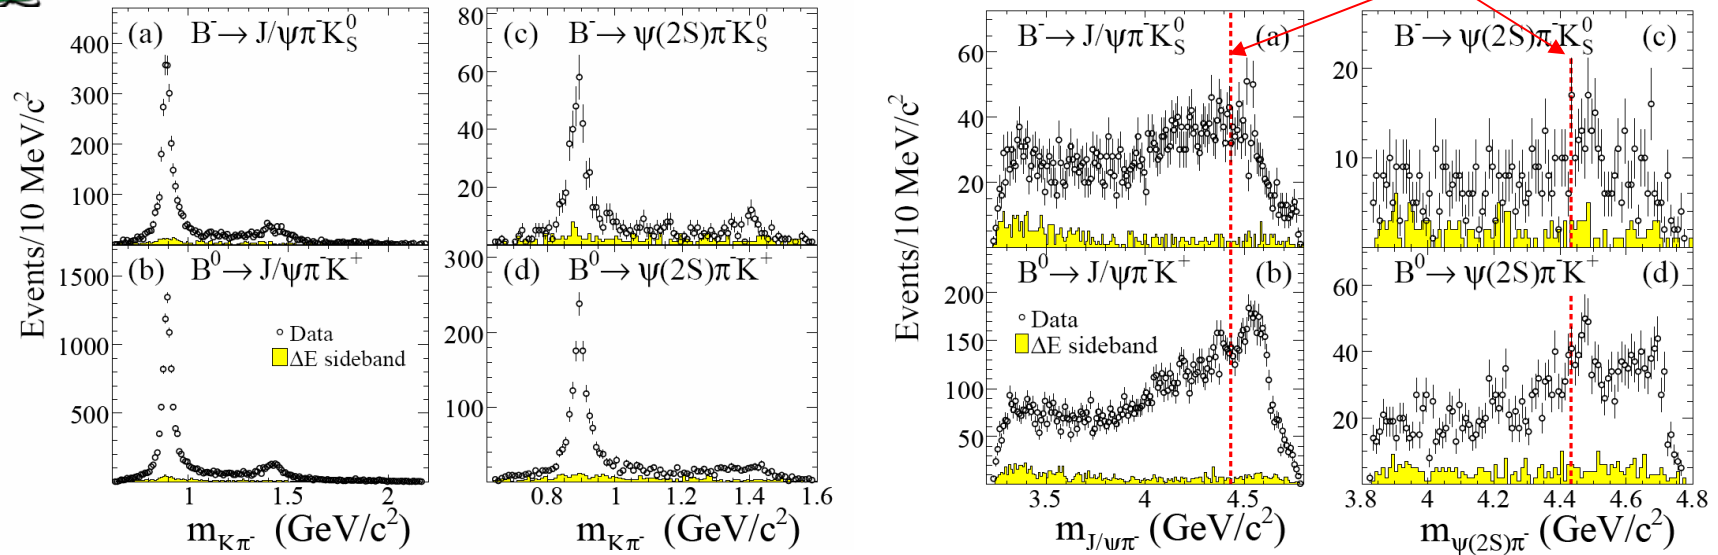 (a) B⁻→ J/ψπ⁻K⁰S
400
300
200
100
Events/10 MeV/c²
(b) B⁰→ J/ψπ⁻K⁺
1500
1000
500
Data
ΔE sideband
1 1.5 2
mKπ⁻ (GeV/c²)
(c) B⁻→ ψ(2S)π⁻K⁰S
80
60
40
20
(d) B⁰→ ψ(2S)π⁻K⁺
300
200
100
0.8 1 1.2 1.4 1.6
mKπ⁻ (GeV/c²)
B⁻→ J/ψπ⁻K⁰S (a)
60
40
20
Events/10 MeV/c²
B⁰→ J/ψπ⁻K⁺ (b)
200
150
100
50
Data
ΔE sideband
3.5 4 4.5
mJ/ψπ⁻ (GeV/c²)
B⁻→ ψ(2S)π⁻K⁰S (c)
20
10
B⁰→ ψ(2S)π⁻K⁺ (d)
60
40
20
3.8 4 4.2 4.4 4.6 4.8
mψ(2S)π⁻ (GeV/c²)